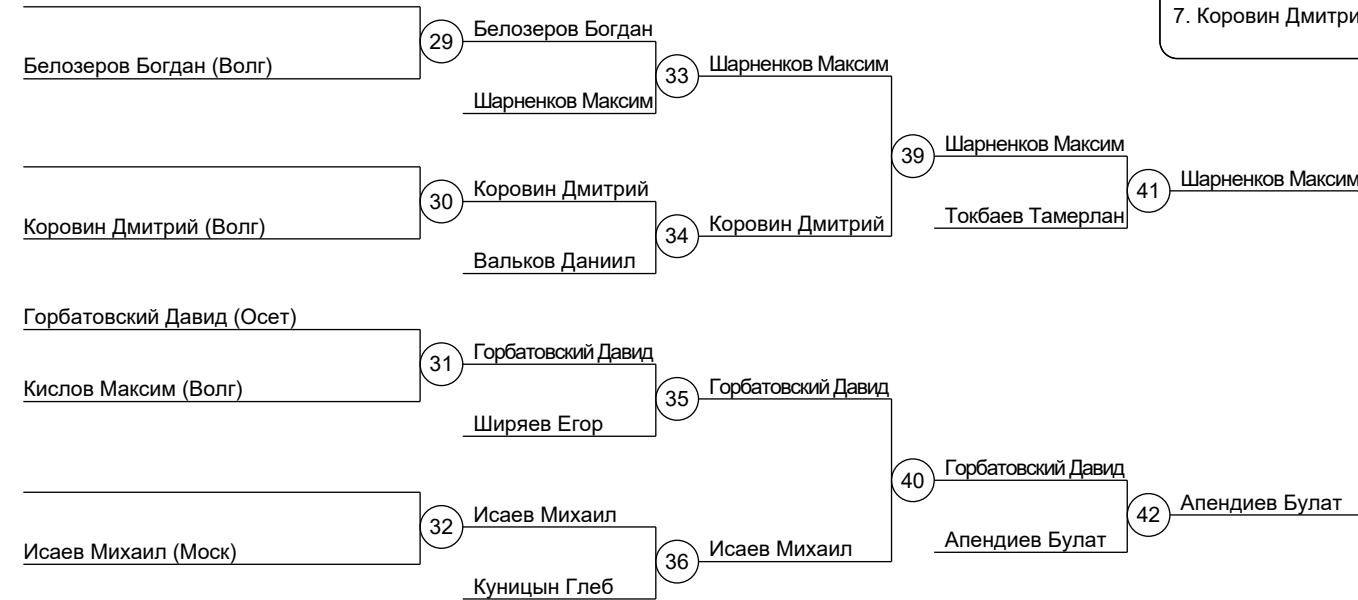 7. Коровин Дмитри
29
Белозеров Богдан
Белозеров Богдан (Волг)
33
Шарненков Максим
Шарненков Максим
39
Шарненков Максим
41
Шарненков Максим
30
Коровин Дмитрий
Токбаев Тамерлан
Коровин Дмитрий (Волг)
34
Коровин Дмитрий
Вальков Даниил
Горбатовский Давид (Осет)
31
Горбатовский Давид
Кислов Максим (Волг)
35
Горбатовский Давид
Ширяев Егор
40
Горбатовский Давид
42
Апендиев Булат
32
Исаев Михаил
Апендиев Булат
Исаев Михаил (Моск)
36
Исаев Михаил
Куницын Глеб